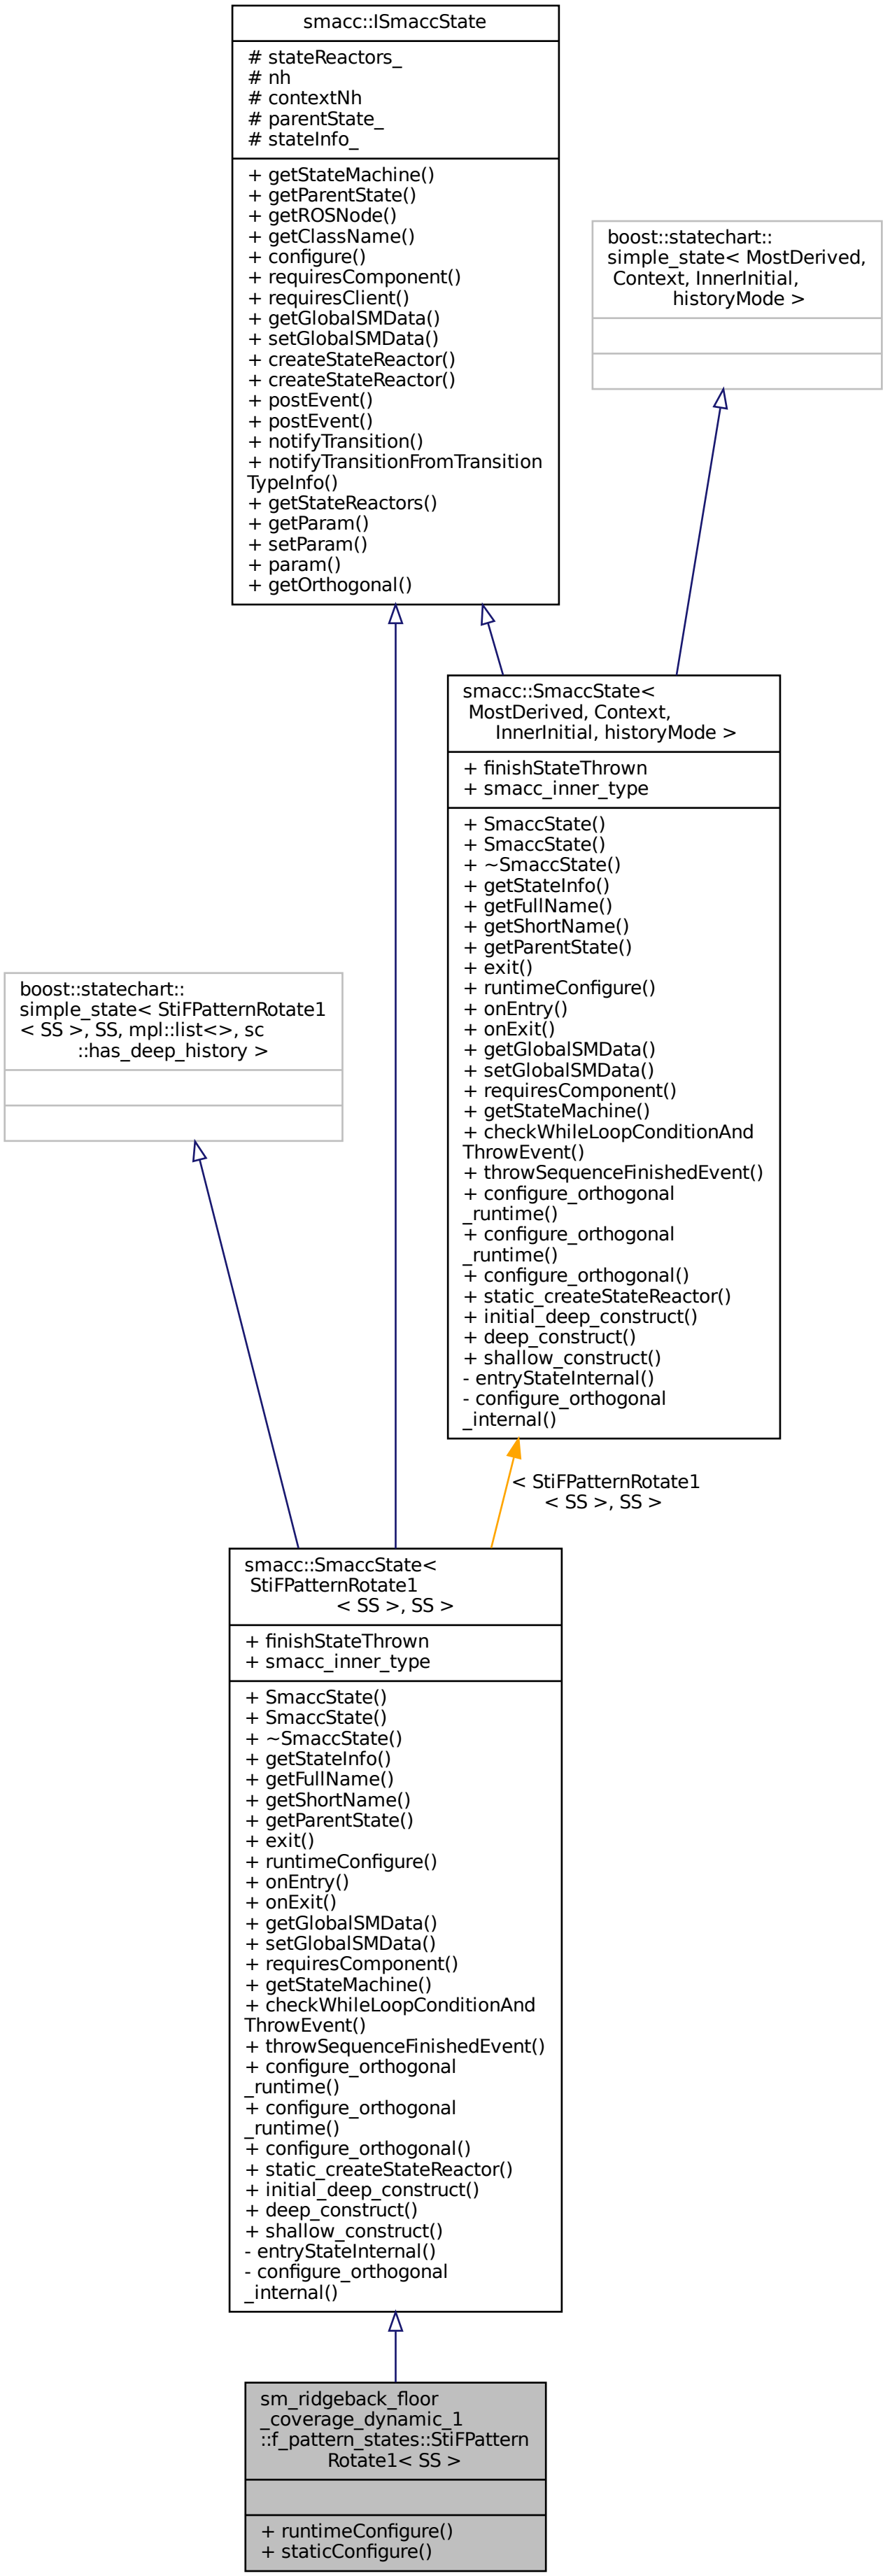 smacc::ISmaccState
# stateReactors_
# nh
# contextNh
# parentState_
# stateInfo_
+ getStateMachine()
+ getParentState()
+ getROSNode()
+ getClassName()
+ configure()
+ requiresComponent()
+ requiresClient()
+ getGlobalSMData()
+ setGlobalSMData()
+ createStateReactor()
+ createStateReactor()
+ postEvent()
+ postEvent()
+ notifyTransition()
+ notifyTransitionFromTransition
TypeInfo()
+ getStateReactors()
+ getParam()
+ setParam()
+ param()
+ getOrthogonal()
boost::statechart::
simple_state< MostDerived,
Context, InnerInitial,
historyMode >
smacc::SmaccState<
MostDerived, Context,
InnerInitial, historyMode >
+ finishStateThrown
+ smacc_inner_type
+ SmaccState()
+ SmaccState()
+ ~SmaccState()
+ getStateInfo()
+ getFullName()
+ getShortName()
+ getParentState()
+ exit()
+ runtimeConfigure()
+ onEntry()
+ onExit()
+ getGlobalSMData()
+ setGlobalSMData()
+ requiresComponent()
+ getStateMachine()
+ checkWhileLoopConditionAnd
ThrowEvent()
+ throwSequenceFinishedEvent()
+ configure_orthogonal
_runtime()
+ configure_orthogonal
_runtime()
+ configure_orthogonal()
+ static_createStateReactor()
+ initial_deep_construct()
+ deep_construct()
+ shallow_construct()
- entryStateInternal()
- configure_orthogonal
_internal()
boost::statechart::
simple_state< StiFPatternRotate1
< SS >, SS, mpl::list<>, sc
::has_deep_history >
< StiFPatternRotate1
< SS >, SS >
smacc::SmaccState<
StiFPatternRotate1
< SS >, SS >
+ finishStateThrown
+ smacc_inner_type
+ SmaccState()
+ SmaccState()
+ ~SmaccState()
+ getStateInfo()
+ getFullName()
+ getShortName()
+ getParentState()
+ exit()
+ runtimeConfigure()
+ onEntry()
+ onExit()
+ getGlobalSMData()
+ setGlobalSMData()
+ requiresComponent()
+ getStateMachine()
+ checkWhileLoopConditionAnd
ThrowEvent()
+ throwSequenceFinishedEvent()
+ configure_orthogonal
_runtime()
+ configure_orthogonal
_runtime()
+ configure_orthogonal()
+ static_createStateReactor()
+ initial_deep_construct()
+ deep_construct()
+ shallow_construct()
- entryStateInternal()
- configure_orthogonal
_internal()
sm_ridgeback_floor
_coverage_dynamic_1
::f_pattern_states::StiFPattern
Rotate1< SS >
+ runtimeConfigure()
+ staticConfigure()